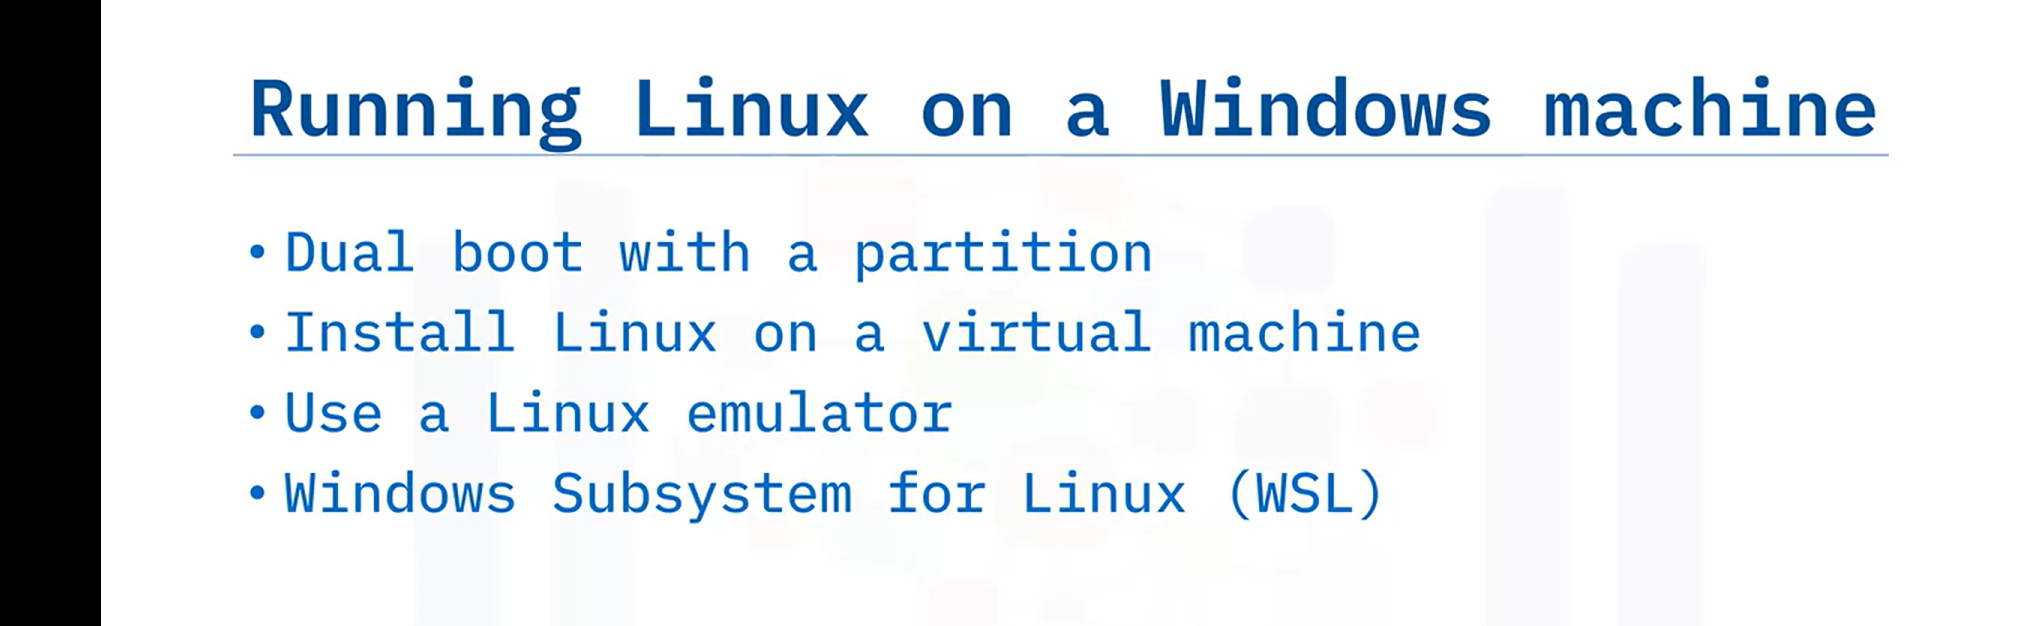 Running Linux on a Windows machine
• Dual boot with a partition
• Install Linux on a virtual machine
• Use a Linux emulator
• Windows Subsystem for Linux (WSL)